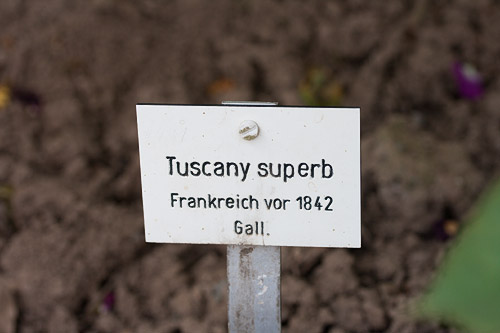 Tuscany superb
Frankreich vor 1842
Gall.